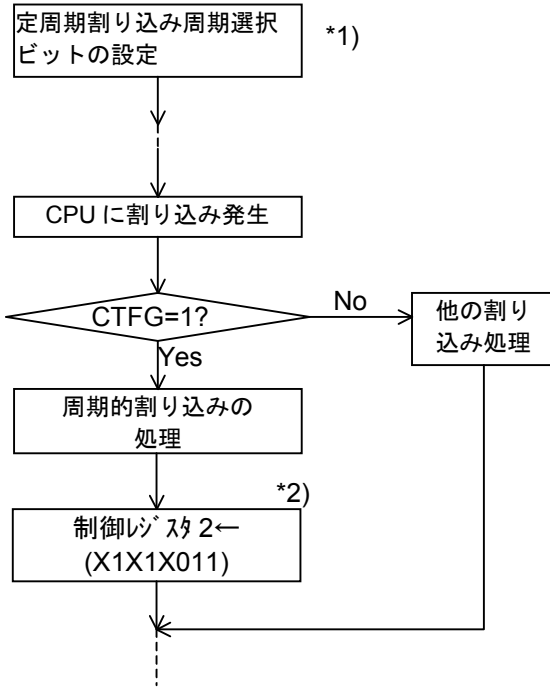 定周期割り込み周期選択
ビットの設定
*1)
CPU に割り込み発生
CTFG=1?
No
他の割り
込み処理
Yes
周期的割り込みの
処理
*2)
制御ﾚｼﾞｽﾀ 2←
(X1X1X011)